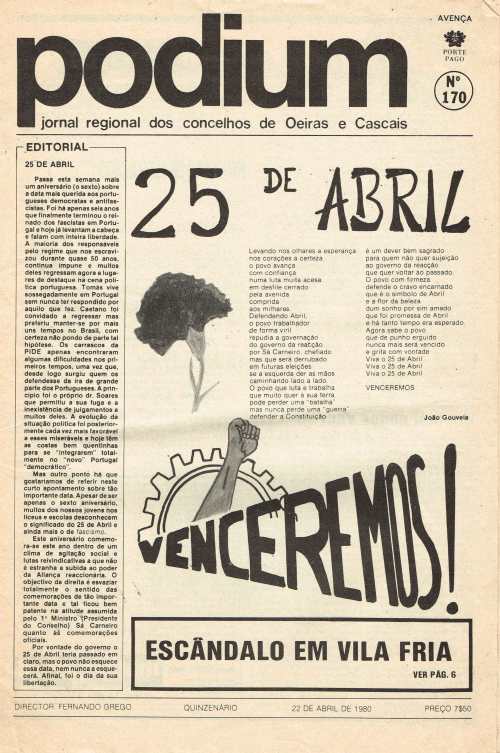 AVENÇA
podium
PORTE
PAGO
Nº
170
jornal regional dos concelhos de Oeiras e Cascais
EDITORIAL
25 DE ABRIL
Passa esta semana mais
um aniversário (o sexto) sobre
a data mais querida aos portu-
gueses democratas e antifas-
cistas. Foi há apenas seis anos
que finalmente terminou o rei-
nado dos fascistas em Portu-
gal e hoje já levantam a cabeça
e falam com inteira liberdade.
A maioria dos responsáveis
pelo regime que nos escravi-
zou durante quase 50 anos,
continua impune e muitos
deles regressam agora a luga-
res de destaque na cena polí-
tica portuguesa. Tomás vive
sossegadamente em Portugal
sem nunca ter respondido por
aquilo que fez. Caetano foi
convidado a regressar mas
preferiu manter-se por mais
uns tempos no Brasil, com
certeza não pondo de parte tal
hipótese. Os carrascos da
PIDE apenas encontraram
algumas dificuldades nos pri-
meiros tempos, uma vez que,
desde logo surgiu quem os
defendesse da ira de grande
parte dos Portugueses. A prin-
cípio foi o próprio dr. Soares
que permitiu a sua fuga e a
inexistência de julgamentos a
muitos deles. A evolução da
situação política foi posterior-
mente cada vez mais favorável
a esses miseráveis e hoje têm
as costas bem quentinhas
para se "integrarem" total-
mente no "novo" Portugal
"democrático".
Mas outro ponto há que
gostaríamos de referir neste
curto apontamento sobre tão
importante data. Apesar de ser
apenas o sexto aniversário,
muitos dos nossos jovens nos
liceus e escolas desconhecem
o significado do 25 de Abril e
ainda mais o de fascismo.
Este aniversário comemo-
ra-se este ano dentro de um
clima de agitação social e
lutas reivindicativas a que não
é estranha a subida ao poder
da Aliança reaccionária. O
objectivo da direita é esvaziar
totalmente o sentido das
comemorações de tão impor-
tante data e tal ficou bem
patente na atitude assumida
pelo 1º Ministro (Presidente
do Conselho) Sá Carneiro
quanto às comemorações
oficiais.
Por vontade do governo o
25 de Abril teria passado em
claro, mas o povo não esquece
essa data, nem nunca a esque-
cerá. Afinal, foi o dia da sua
libertação.
25 DE ABRIL
Levando nos olhares a esperança
nos corações a certeza
o povo avança
com confiança
numa luta muito acesa
em desfile cerrado
pela avenida
comprida
aos milhares.
Defendendo Abril,
o povo trabalhador
de forma viril
repudia a governação
do governo da reacção
por Sá Carneiro, chefiado
mas que será derrubado
em futuras eleições
se a esquerda der as mãos
caminhando lado a lado.
O povo que luta e trabalha
que muito quer à sua terra
pode perder uma "batalha"
mas nunca perde uma "guerra"
defender a Constituição
é um dever bem sagrado
para quem não quer sujeição
ao governo da reacção
que quer voltar ao passado.
O povo com firmeza
defende o cravo encarnado
que é o símbolo de Abril
e a flor da beleza
dum sonho por sim amado
que foi promessa de Abril
e há tanto tempo era esperado.
Agora sabe o povo
que de punho erguido
nunca mais será vencido
e grita com vontade
Viva o 25 de Abril
Viva o 25 de Abril
Viva o 25 de Abril
VENCEREMOS
João Gouveia
VENCEREMOS!
ESCÂNDALO EM VILA FRIA
VER PÁG. 6
DIRECTOR: FERNANDO GREGO QUINZENÁRIO 22 DE ABRIL DE 1980 PREÇO 7$50